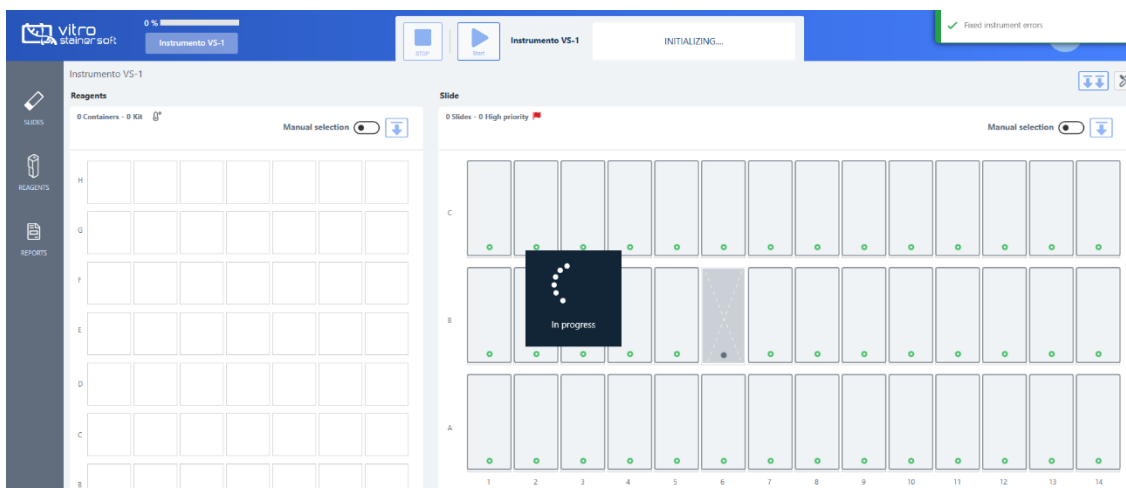 vitro
stainersoft
0 %
Instrumento VS-1
STOP
Start
Instrumento VS-1
INITIALIZING....
Fixed instrument errors
SLIDES
REAGENTS
REPORTS
Instrumento VS-1
Reagents
0 Containers - 0 Kit
Manual selection
H
G
F
E
D
C
B
Slide
0 Slides - 0 High priority
Manual selection
C
B
A
In progress
1 2 3 4 5 6 7 8 9 10 11 12 13 14